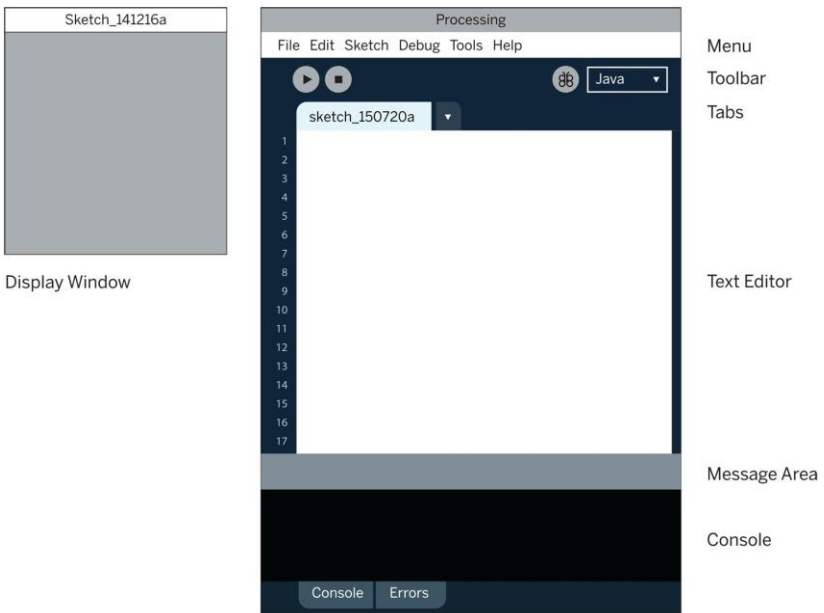 Sketch_141216a
Display Window
Processing
File Edit Sketch Debug Tools Help
Java
sketch_150720a
1
2
3
4
5
6
7
8
9
10
11
12
13
14
15
16
17
Console Errors
Menu
Toolbar
Tabs
Text Editor
Message Area
Console